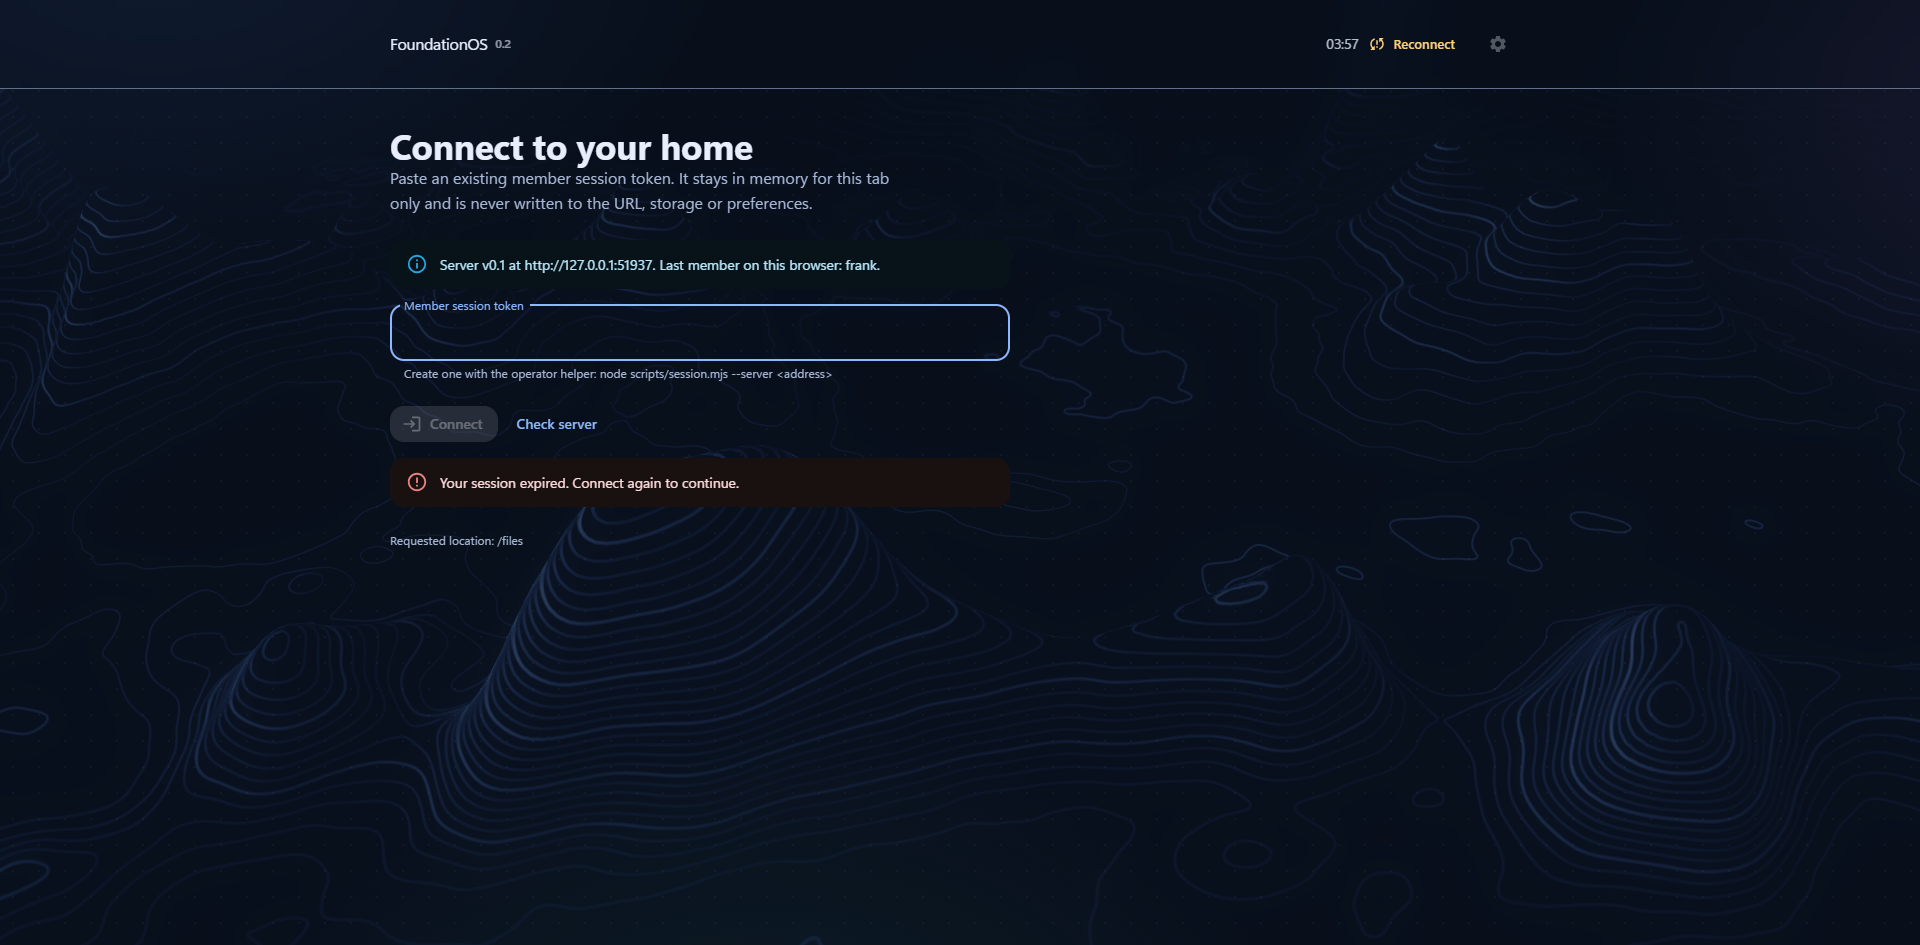 FoundationOS 0.2
03:57 Reconnect
Connect to your home
Paste an existing member session token. It stays in memory for this tab
only and is never written to the URL, storage or preferences.
Server v0.1 at http://127.0.0.1:51937. Last member on this browser: frank.
Member session token
Create one with the operator helper: node scripts/session.mjs --server <address>
Connect
Check server
Your session expired. Connect again to continue.
Requested location: /files